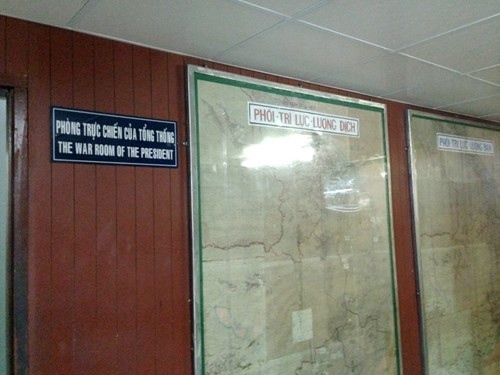 PHÒNG TRỰC CHIẾN CỦA TỔNG THỐNG
THE WAR ROOM OF THE PRESIDENT
PHỐI-TRÍ LỰC-LƯỢNG ĐỊCH
PHỐI-TRÍ LỰC-LƯỢNG ĐỊCH